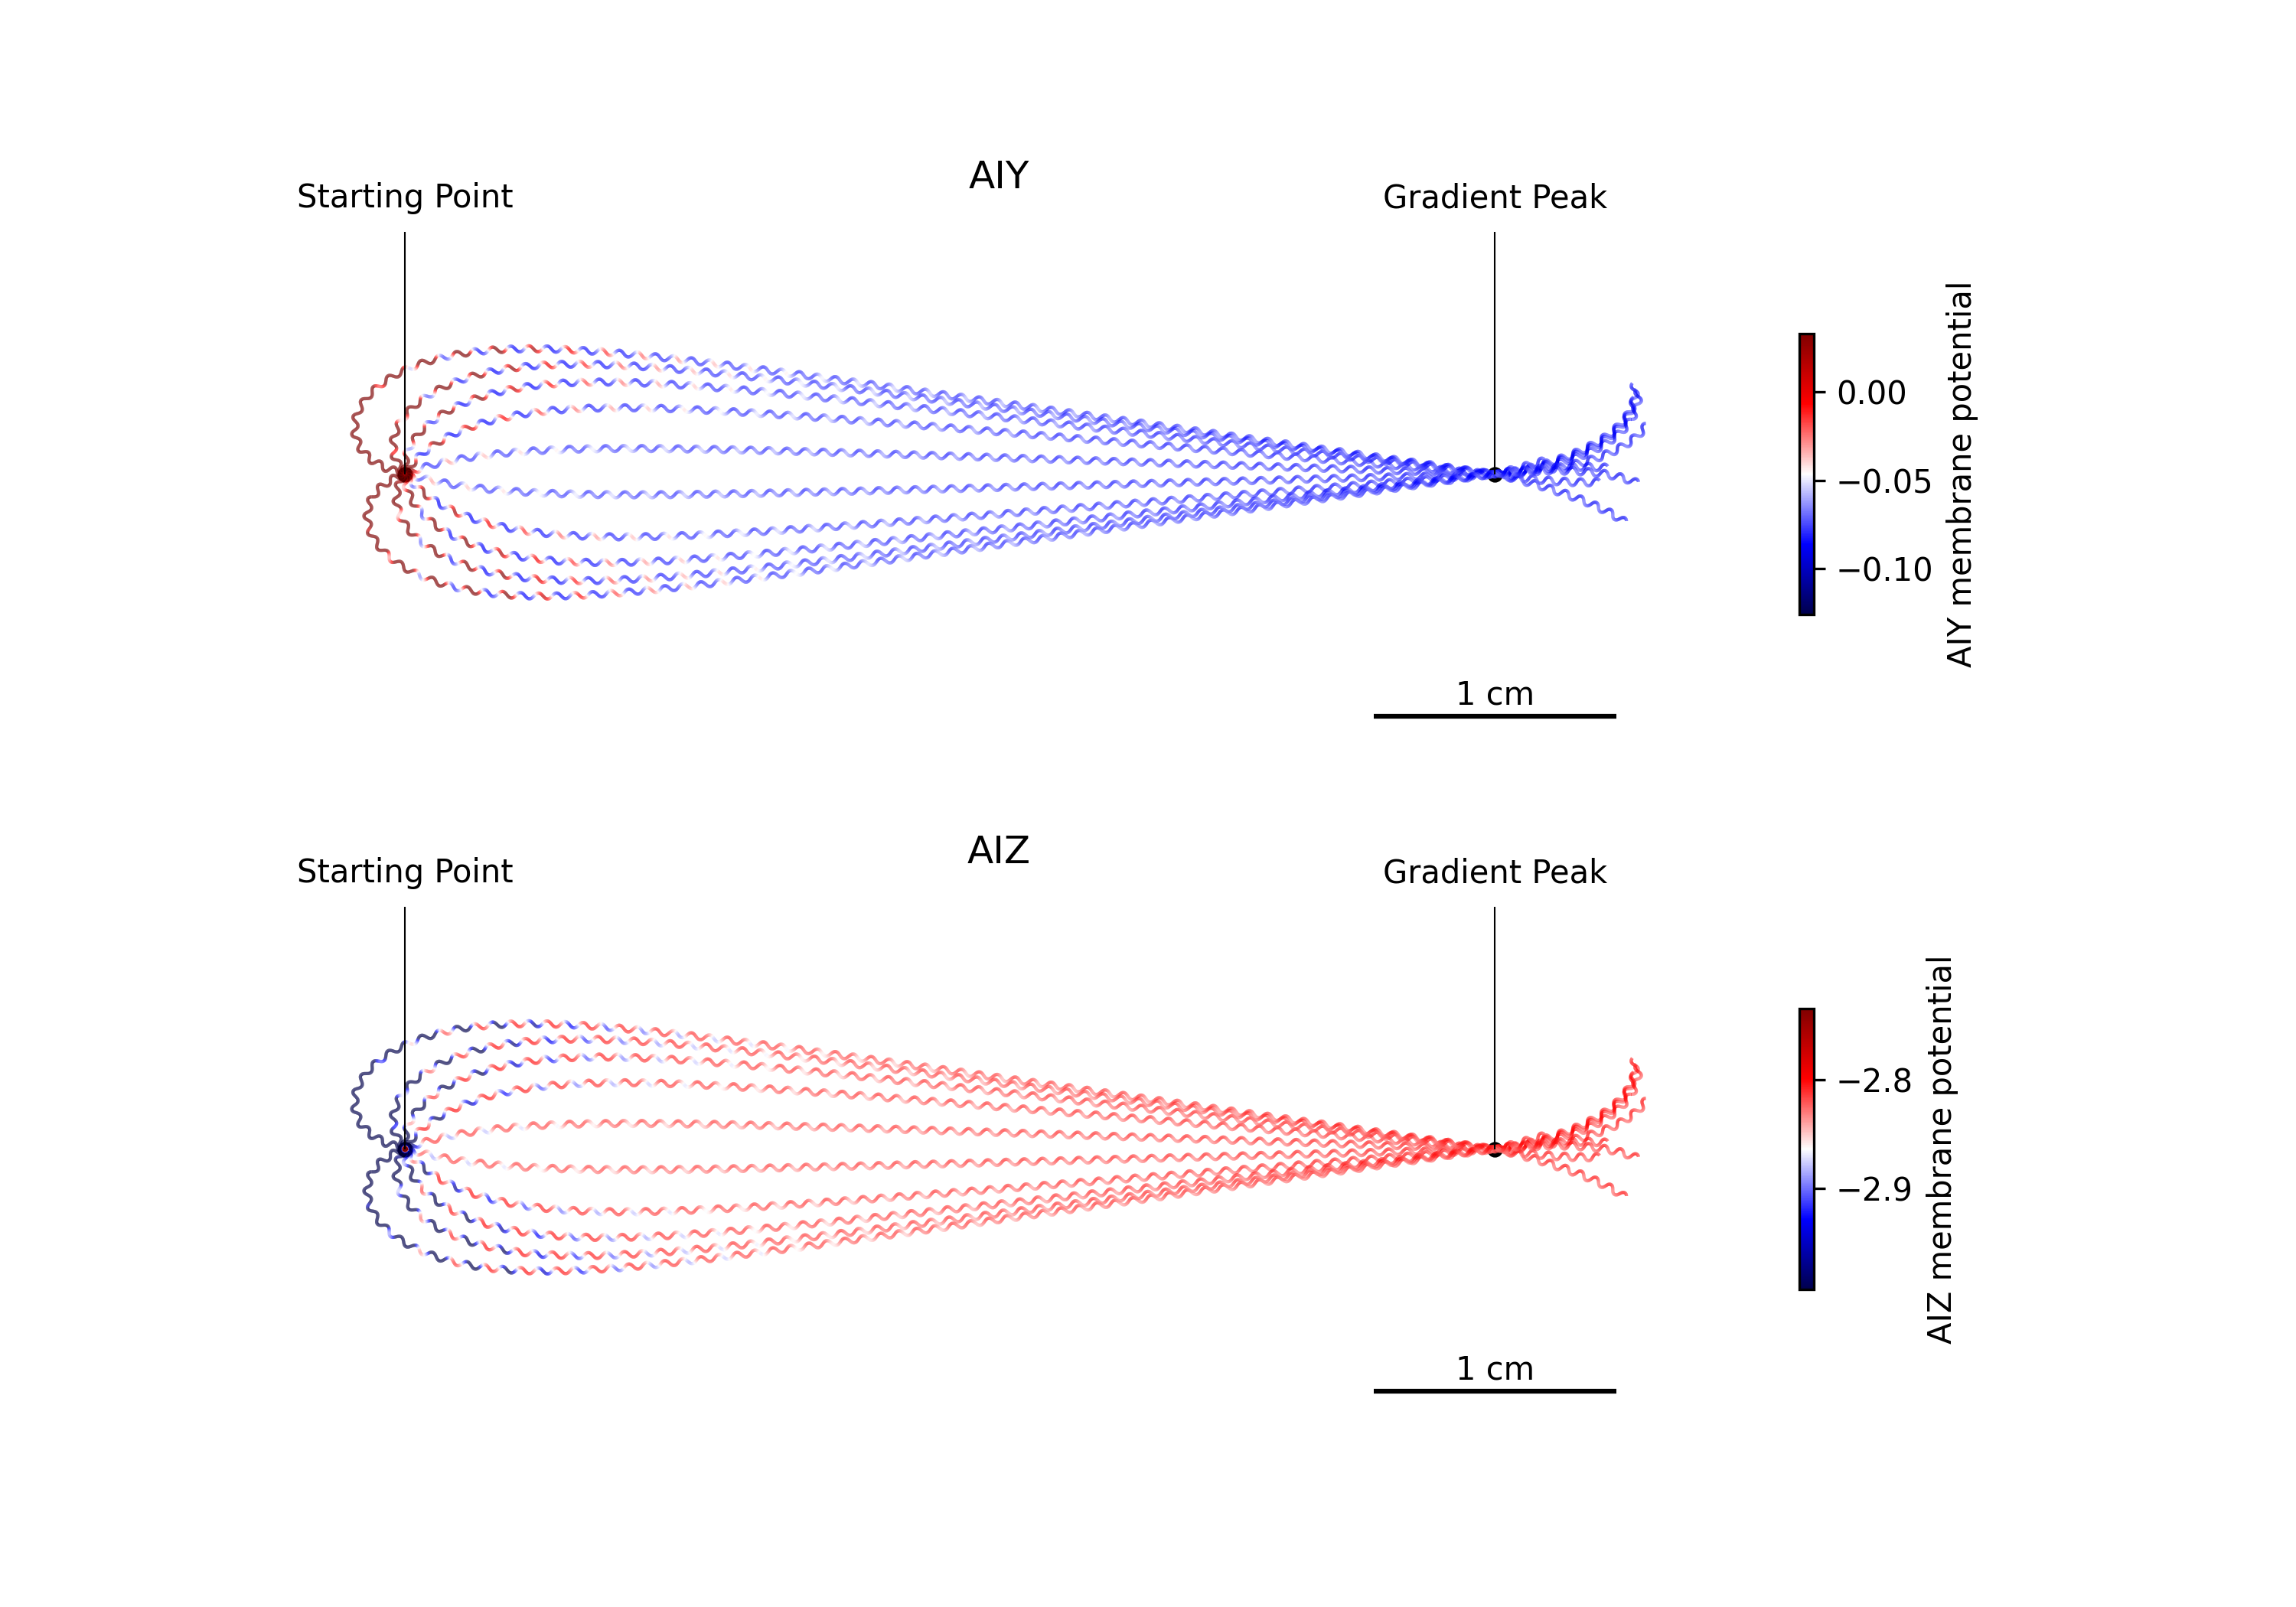 AIY
Starting Point
Gradient Peak
0.00
−0.05
−0.10
AIY membrane potential
1 cm
AIZ
Starting Point
Gradient Peak
−2.8
−2.9
AIZ membrane potential
1 cm